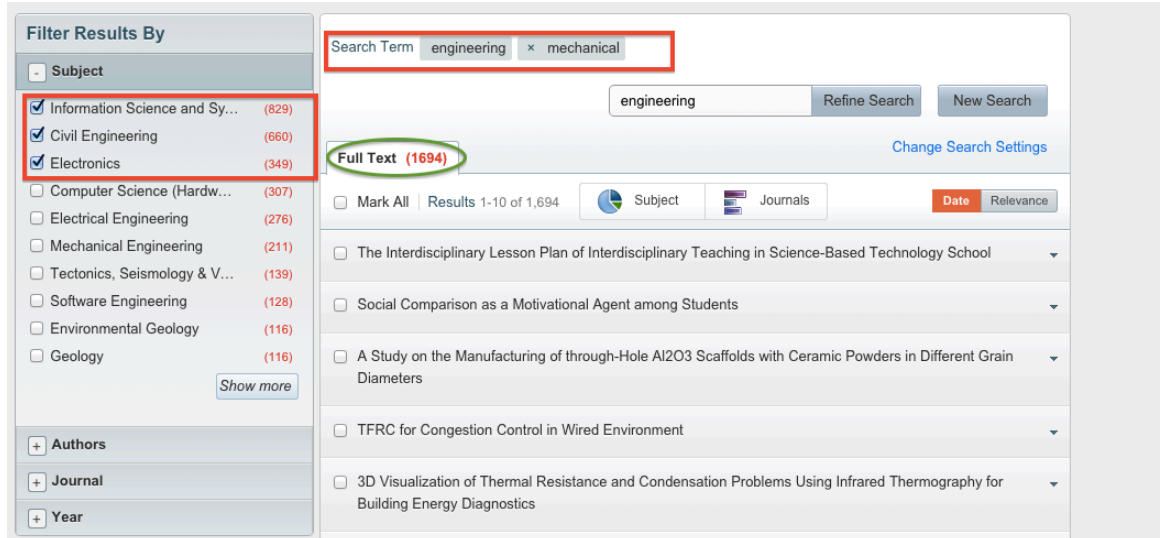 Filter Results By
- Subject
Information Science and Sy... (829)
Civil Engineering (660)
Electronics (349)
Computer Science (Hardw... (307)
Electrical Engineering (276)
Mechanical Engineering (211)
Tectonics, Seismology & V... (139)
Software Engineering (128)
Environmental Geology (116)
Geology (116)
Show more
+ Authors
+ Journal
+ Year
Search Term engineering × mechanical
engineering Refine Search New Search
Full Text (1694) Change Search Settings
Mark All | Results 1-10 of 1,694 Subject Journals Date Relevance
The Interdisciplinary Lesson Plan of Interdisciplinary Teaching in Science-Based Technology School
Social Comparison as a Motivational Agent among Students
A Study on the Manufacturing of through-Hole Al2O3 Scaffolds with Ceramic Powders in Different Grain
Diameters
TFRC for Congestion Control in Wired Environment
3D Visualization of Thermal Resistance and Condensation Problems Using Infrared Thermography for
Building Energy Diagnostics